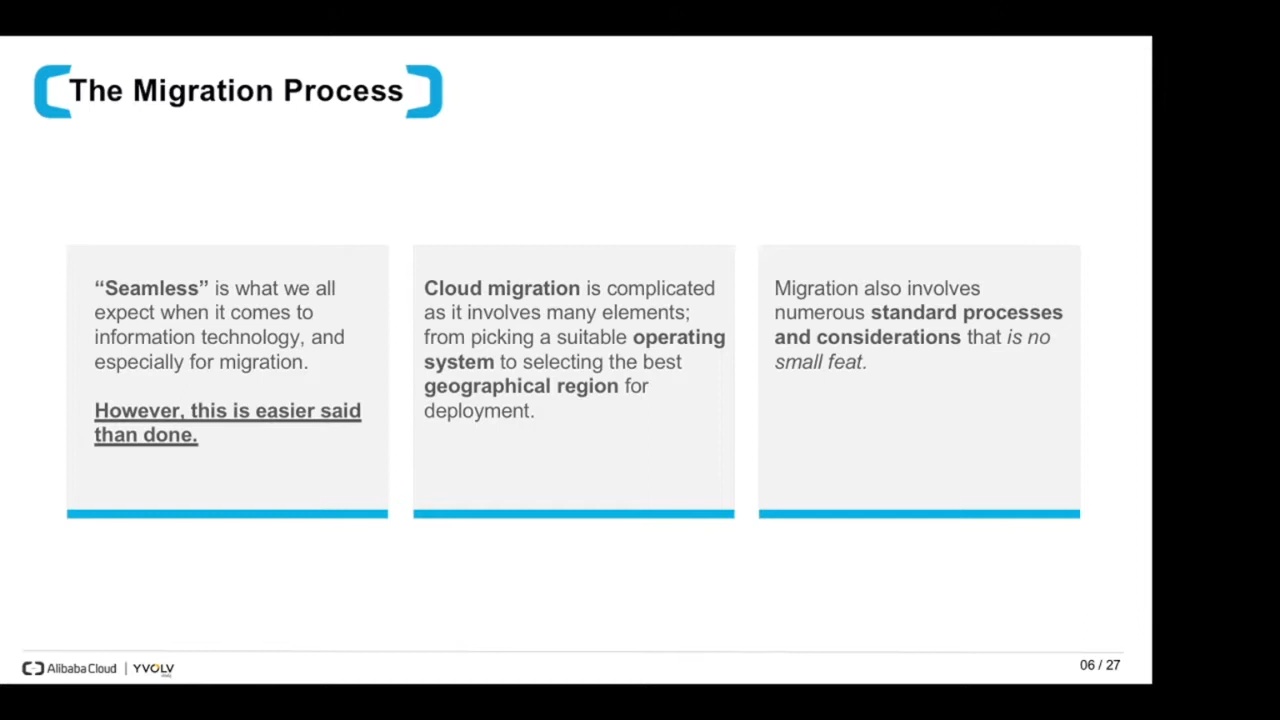 The Migration Process
“Seamless” is what we all
expect when it comes to
information technology, and
especially for migration.
However, this is easier said
than done.
Cloud migration is complicated
as it involves many elements;
from picking a suitable operating
system to selecting the best
geographical region for
deployment.
Migration also involves
numerous standard processes
and considerations that is no
small feat.
Alibaba Cloud | YVOLV
06 / 27